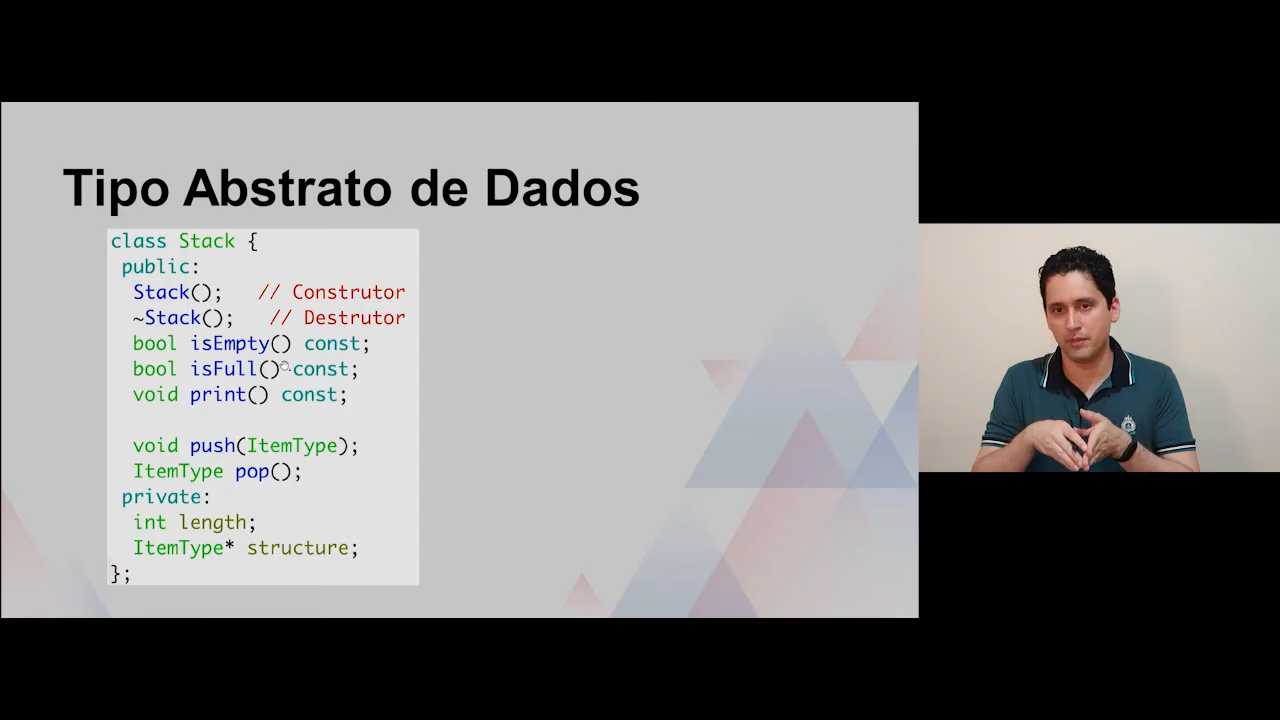 Tipo Abstrato de Dados
class Stack {
public:
Stack();   // Construtor
~Stack();   // Destrutor
bool isEmpty() const;
bool isFull() const;
void print() const;
void push(ItemType);
ItemType pop();
private:
int length;
ItemType* structure;
};